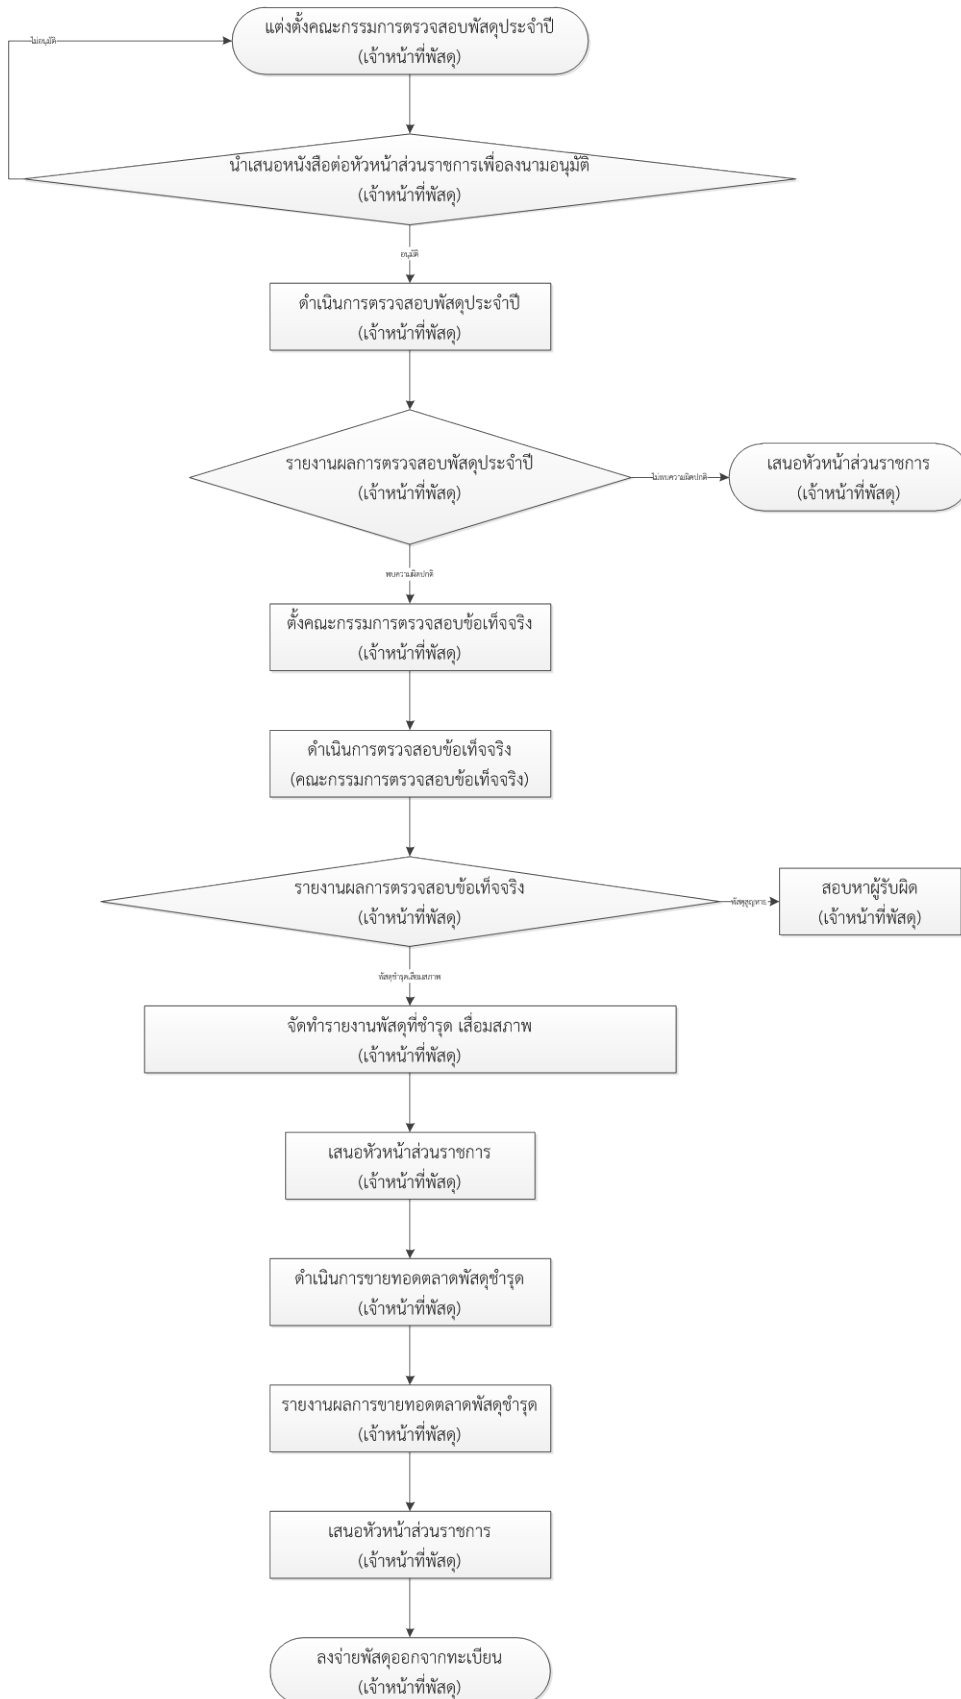 แต่งตั้งคณะกรรมการตรวจสอบพัสดุประจำปี
(เจ้าหน้าที่พัสดุ)
ไม่อนุมัติ
นำเสนอหนังสือต่อหัวหน้าส่วนราชการเพื่อลงนามอนุมัติ
(เจ้าหน้าที่พัสดุ)
อนุมัติ
ดำเนินการตรวจสอบพัสดุประจำปี
(เจ้าหน้าที่พัสดุ)
รายงานผลการตรวจสอบพัสดุประจำปี
(เจ้าหน้าที่พัสดุ)
ไม่พบความผิดปกติ
เสนอหัวหน้าส่วนราชการ
(เจ้าหน้าที่พัสดุ)
พบความผิดปกติ
ตั้งคณะกรรมการตรวจสอบข้อเท็จจริง
(เจ้าหน้าที่พัสดุ)
ดำเนินการตรวจสอบข้อเท็จจริง
(คณะกรรมการตรวจสอบข้อเท็จจริง)
รายงานผลการตรวจสอบข้อเท็จจริง
(เจ้าหน้าที่พัสดุ)
พัสดุสูญหาย
สอบหาผู้รับผิด
(เจ้าหน้าที่พัสดุ)
พัสดุชำรุดเสื่อมสภาพ
จัดทำรายงานพัสดุที่ชำรุด เสื่อมสภาพ
(เจ้าหน้าที่พัสดุ)
เสนอหัวหน้าส่วนราชการ
(เจ้าหน้าที่พัสดุ)
ดำเนินการขายทอดตลาดพัสดุชำรุด
(เจ้าหน้าที่พัสดุ)
รายงานผลการขายทอดตลาดพัสดุชำรุด
(เจ้าหน้าที่พัสดุ)
เสนอหัวหน้าส่วนราชการ
(เจ้าหน้าที่พัสดุ)
ลงจ่ายพัสดุออกจากทะเบียน
(เจ้าหน้าที่พัสดุ)